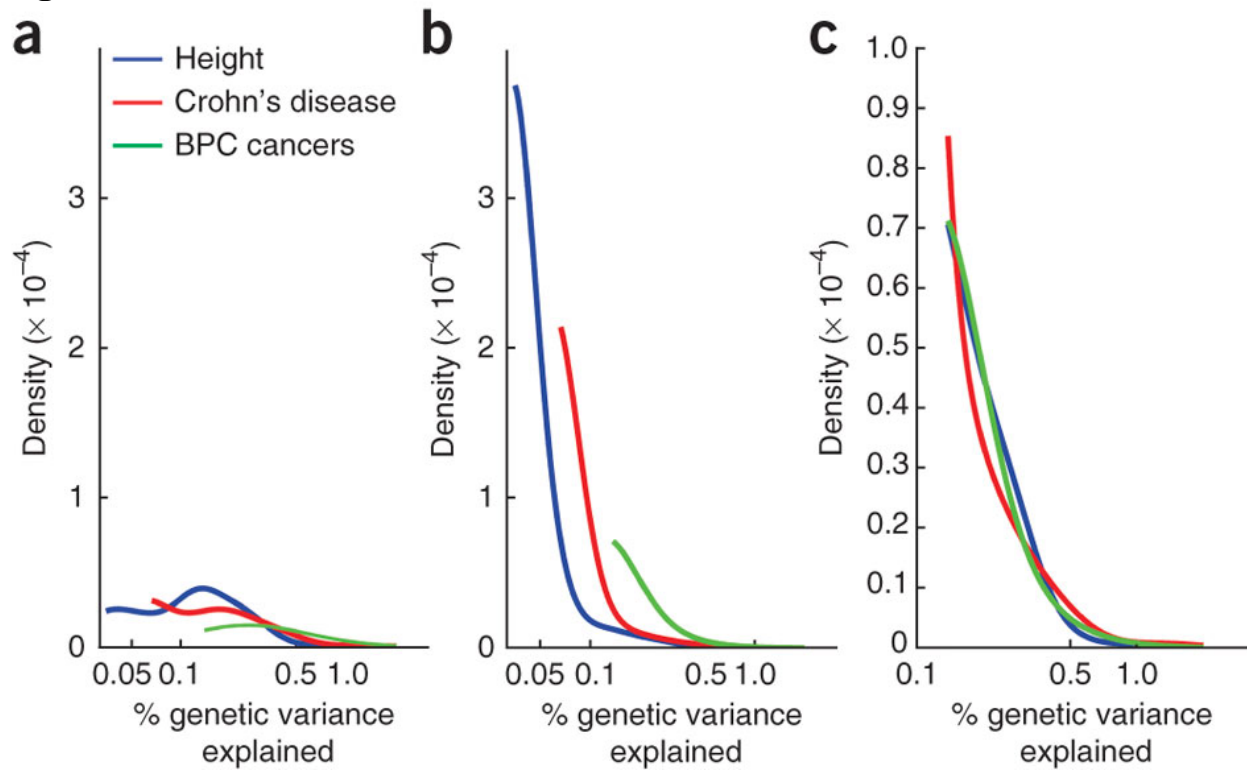 a
Height
Crohn's disease
BPC cancers
3
2
1
0
Density (× 10⁻⁴)
0.05 0.1 0.5 1.0
% genetic variance
explained
b
3
2
1
0
Density (× 10⁻⁴)
0.05 0.1 0.5 1.0
% genetic variance
explained
c
1.0
0.9
0.8
0.7
0.6
0.5
0.4
0.3
0.2
0.1
0
Density (× 10⁻⁴)
0.1 0.5 1.0
% genetic variance
explained